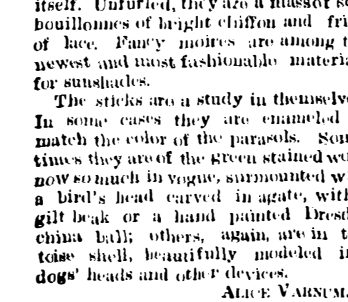 itself. Unfurled, they are a mass of
bouillonnes of bright chiffon and fri
of lace. Fancy moires are among t
newest and most fashionable materia
for sunshades.
The sticks are a study in themselve
In some cases they are enameled
match the color of the parasols. Som
times they are of the green stained wo
now so much in vogue, surmounted w
a bird's head carved in agate, with
gilt beak or a hand painted Dresd
china ball; others, again, are in t
toise shell, beautifully modeled in
dogs' heads and other devices.
ALICE VARNUM.